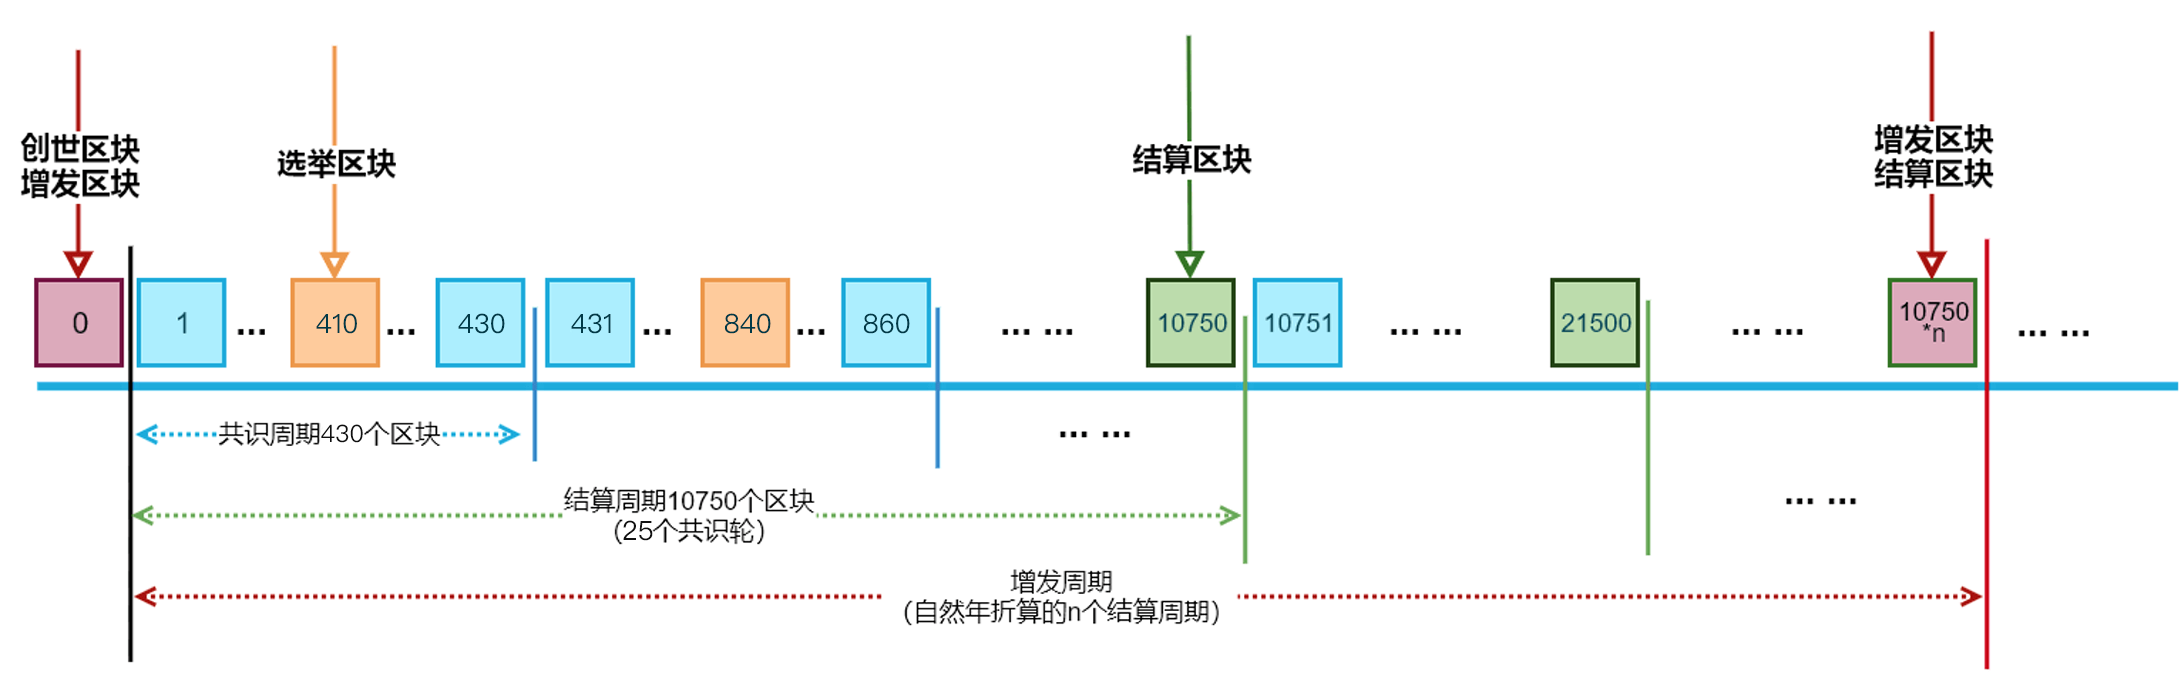 创世区块
增发区块
选举区块
结算区块
增发区块
结算区块
0
1
...
410
...
430
431
...
840
...
860
... ...
10750
10751
... ...
21500
... ...
10750
*n
... ...
共识周期430个区块
... ...
结算周期10750个区块
(25个共识轮)
... ...
增发周期
(自然年折算的n个结算周期)